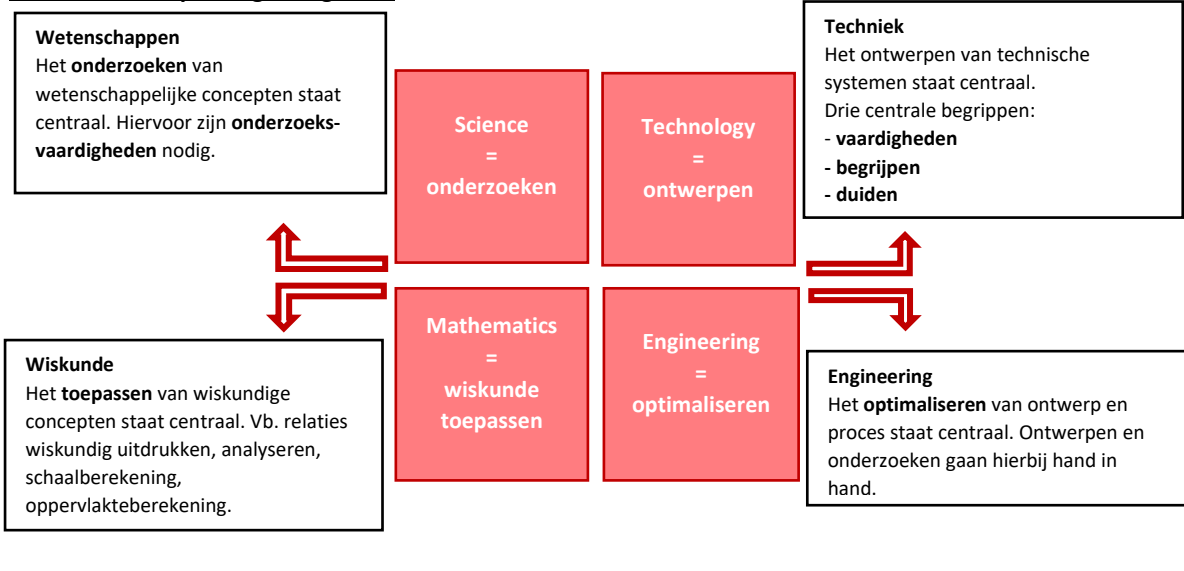 Wetenschappen
Het onderzoeken van
wetenschappelijke concepten staat
centraal. Hiervoor zijn onderzoeks-
vaardigheden nodig.
Science
=
onderzoeken
Technology
=
ontwerpen
Techniek
Het ontwerpen van technische
systemen staat centraal.
Drie centrale begrippen:
- vaardigheden
- begrijpen
- duiden
Wiskunde
Het toepassen van wiskundige
concepten staat centraal. Vb. relaties
wiskundig uitdrukken, analyseren,
schaalberekening,
oppervlakteberekening.
Mathematics
=
wiskunde
toepassen
Engineering
=
optimaliseren
Engineering
Het optimaliseren van ontwerp en
proces staat centraal. Ontwerpen en
onderzoeken gaan hierbij hand in
hand.